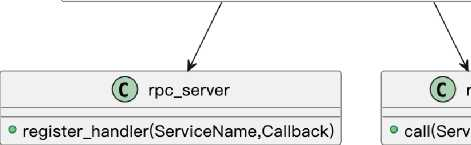 C rpc_server
C
register_handler(ServiceName,Callback)
call(Serv